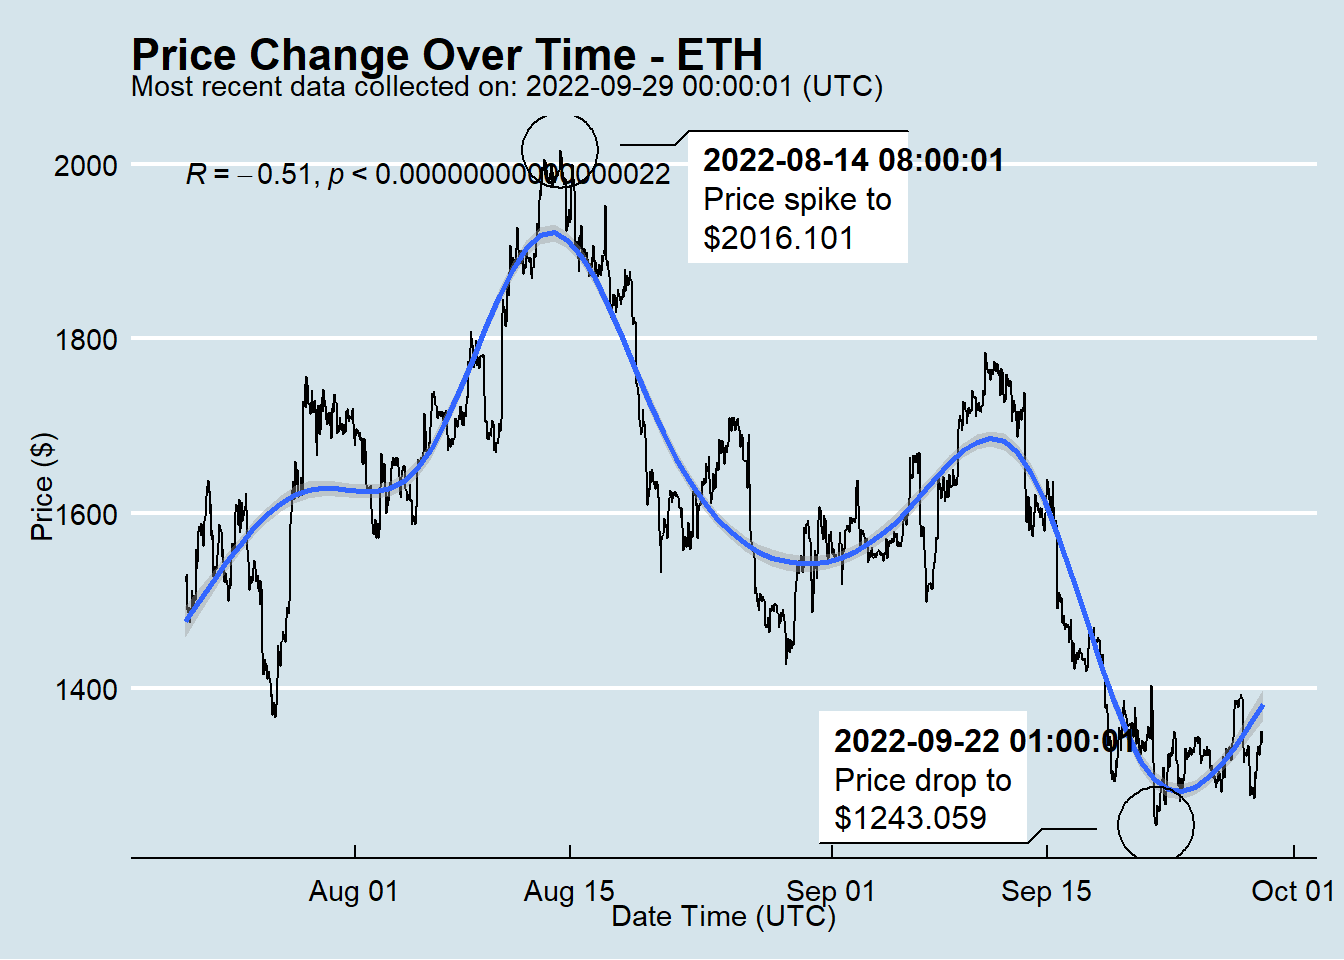 Price Change Over Time - ETH
Most recent data collected on: 2022-09-29 00:00:01 (UTC)
R = −0.51, p < 0.00000000000000022
2022-08-14 08:00:01
Price spike to
$2016.101
2000
1800
1600
1400
Price ($)
2022-09-22 01:00:01
Price drop to
$1243.059
Aug 01
Aug 15
Sep 01
Sep 15
Oct 01
Date Time (UTC)